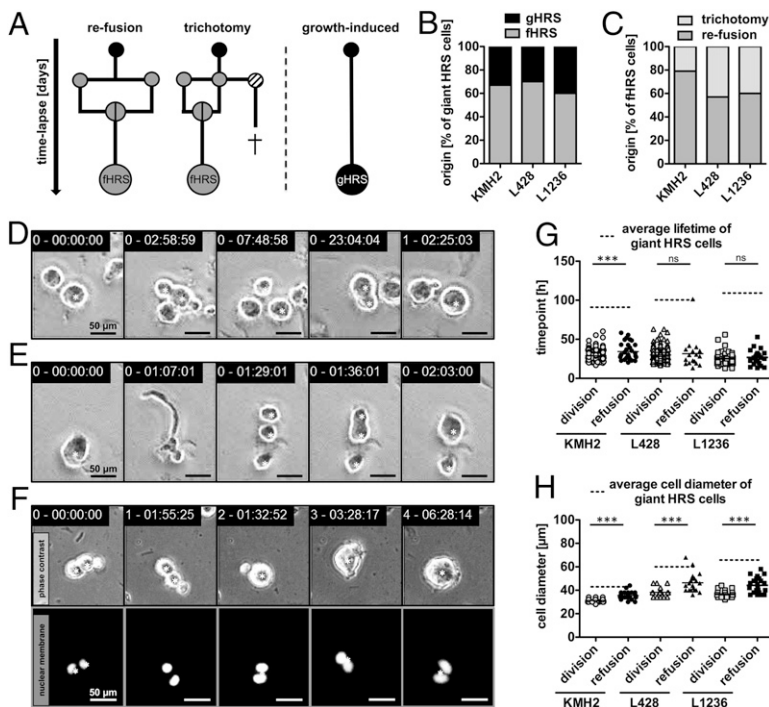 A
re-fusion
trichotomy
growth-induced
time-lapse [days]
fHRS
fHRS
gHRS
B
gHRS
fHRS
origin [% of giant HRS cells]
100
80
60
40
20
0
KMH2
L428
L1236
C
trichotomy
re-fusion
origin [% of fHRS cells]
100
80
60
40
20
0
KMH2
L428
L1236
D
0 - 00:00:00
0 - 02:58:59
0 - 07:48:58
0 - 23:04:04
1 - 02:25:03
50 µm
E
0 - 00:00:00
0 - 01:07:01
0 - 01:29:01
0 - 01:36:01
0 - 02:03:00
50 µm
F
0 - 00:00:00
1 - 01:55:25
2 - 01:32:52
3 - 03:28:17
4 - 06:28:14
phase contrast
nuclear membrane
50 µm
G
average lifetime of
giant HRS cells
timepoint [h]
150
100
50
0
***
ns
ns
division
refusion
division
refusion
division
refusion
KMH2
L428
L1236
H
average cell diameter of
giant HRS cells
cell diameter [µm]
100
80
60
40
20
0
***
***
***
division
refusion
division
refusion
division
refusion
KMH2
L428
L1236